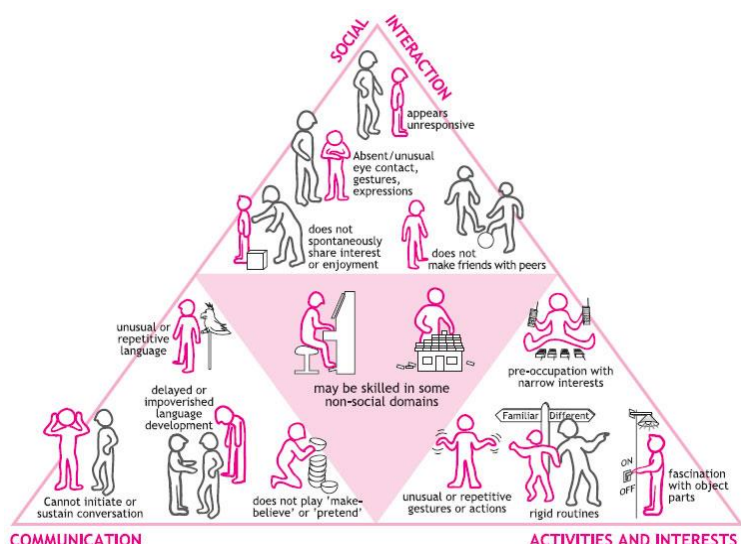 SOCIAL
INTERACTION
appears
unresponsive
Absent/unusual
eye contact,
gestures,
expressions
does not
spontaneously
share interest
or enjoyment
does not
make friends with peers
unusual or
repetitive
language
may be skilled in some
non-social domains
pre-occupation with
narrow interests
delayed or
impoverished
language
development
Cannot initiate or
sustain conversation
does not play 'make-
believe' or 'pretend'
unusual or repetitive
gestures or actions
Familiar
Different
rigid routines
ON
OFF
fascination
with object
parts
COMMUNICATION
ACTIVITIES AND INTERESTS